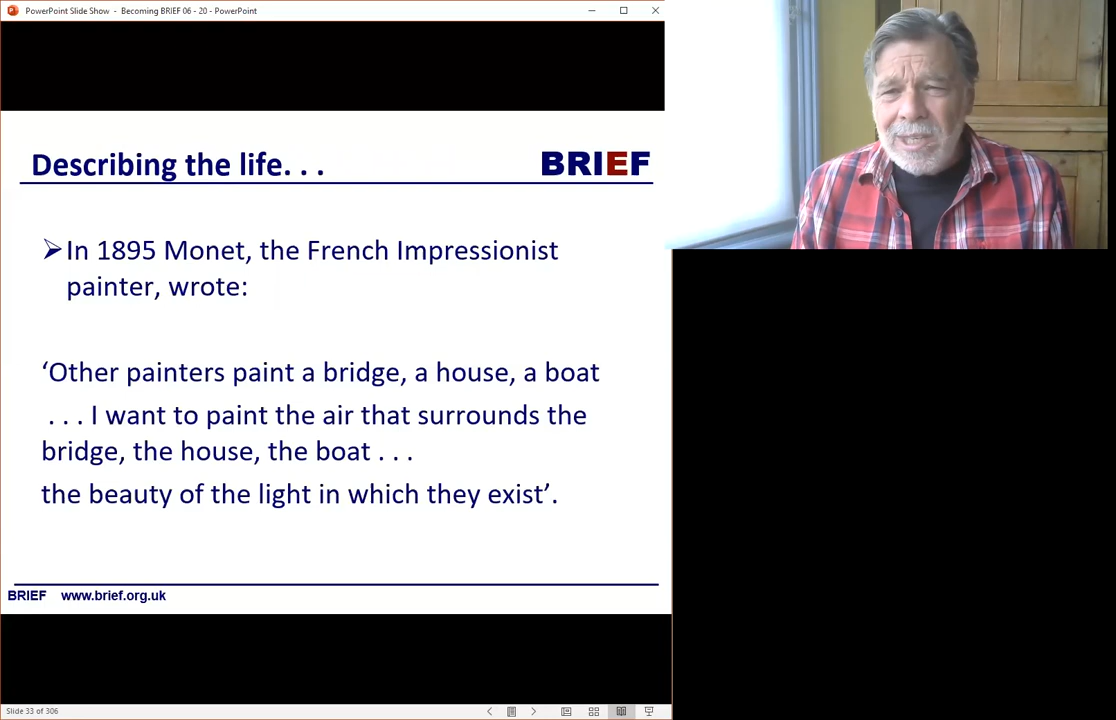 PowerPoint Slide Show - Becoming BRIEF 06 - 20 - PowerPoint
Describing the life. . .
BRIEF
➢In 1895 Monet, the French Impressionist
painter, wrote:
‘Other painters paint a bridge, a house, a boat
. . . I want to paint the air that surrounds the
bridge, the house, the boat . . .
the beauty of the light in which they exist’.
BRIEF www.brief.org.uk
Slide 33 of 306